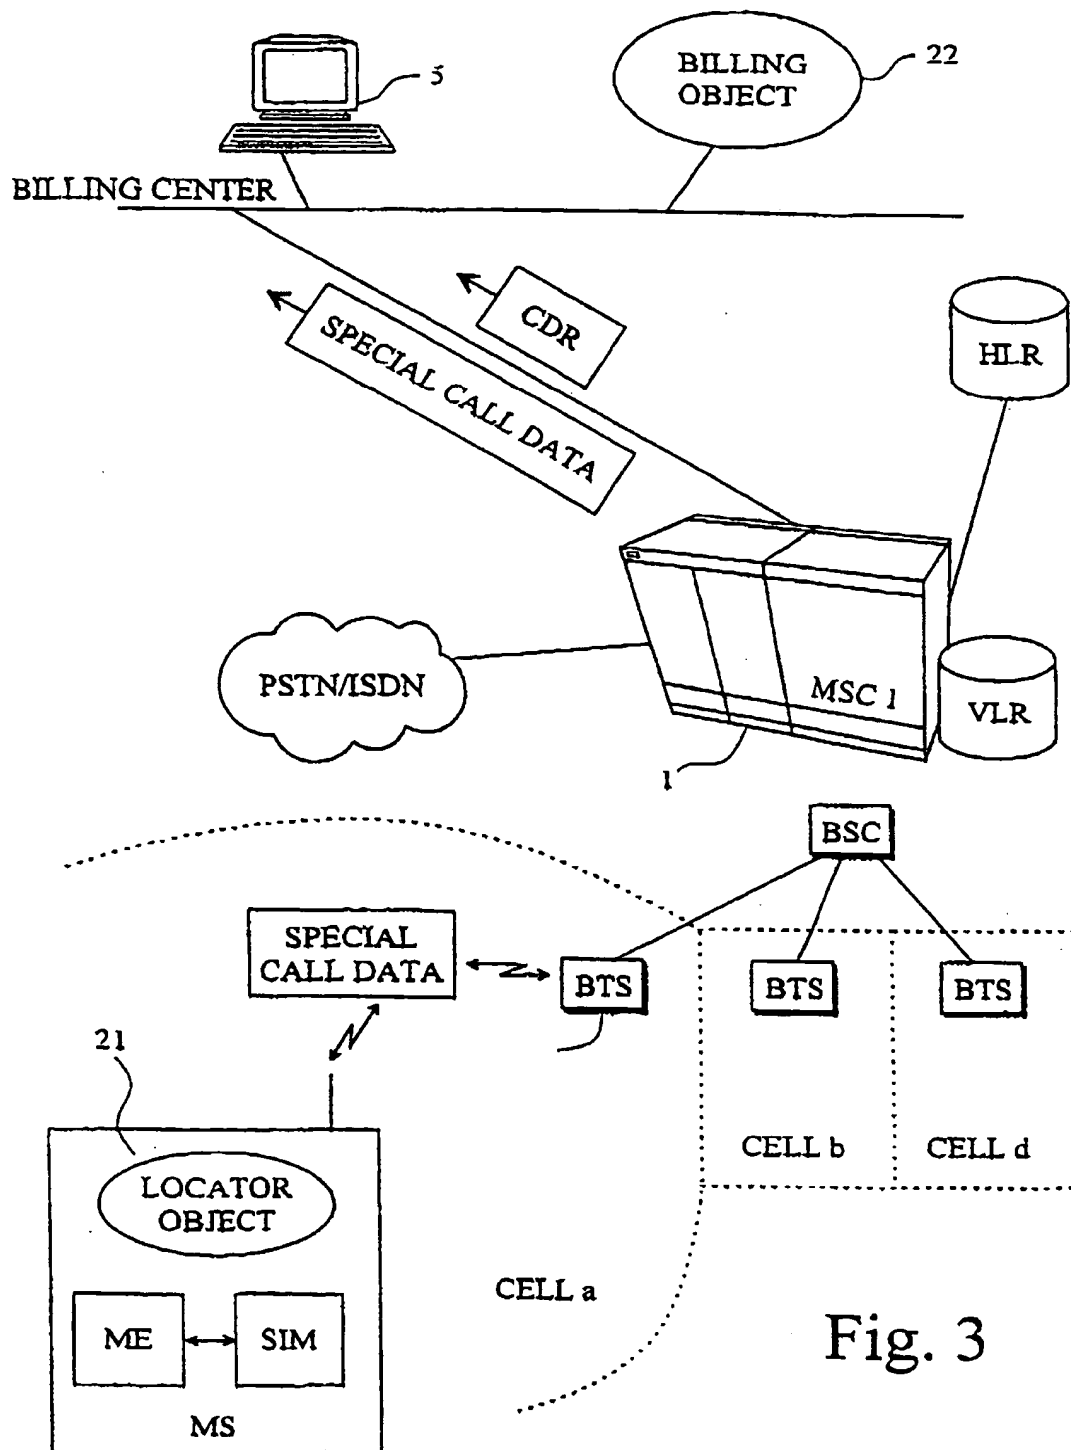 5
BILLING
OBJECT
22
BILLING CENTER
CDR
SPECIAL CALL DATA
HLR
PSTN/ISDN
MSC 1
VLR
1
BSC
SPECIAL
CALL DATA
BTS
BTS
BTS
21
CELL b
CELL d
LOCATOR
OBJECT
CELL a
ME
SIM
Fig. 3
MS